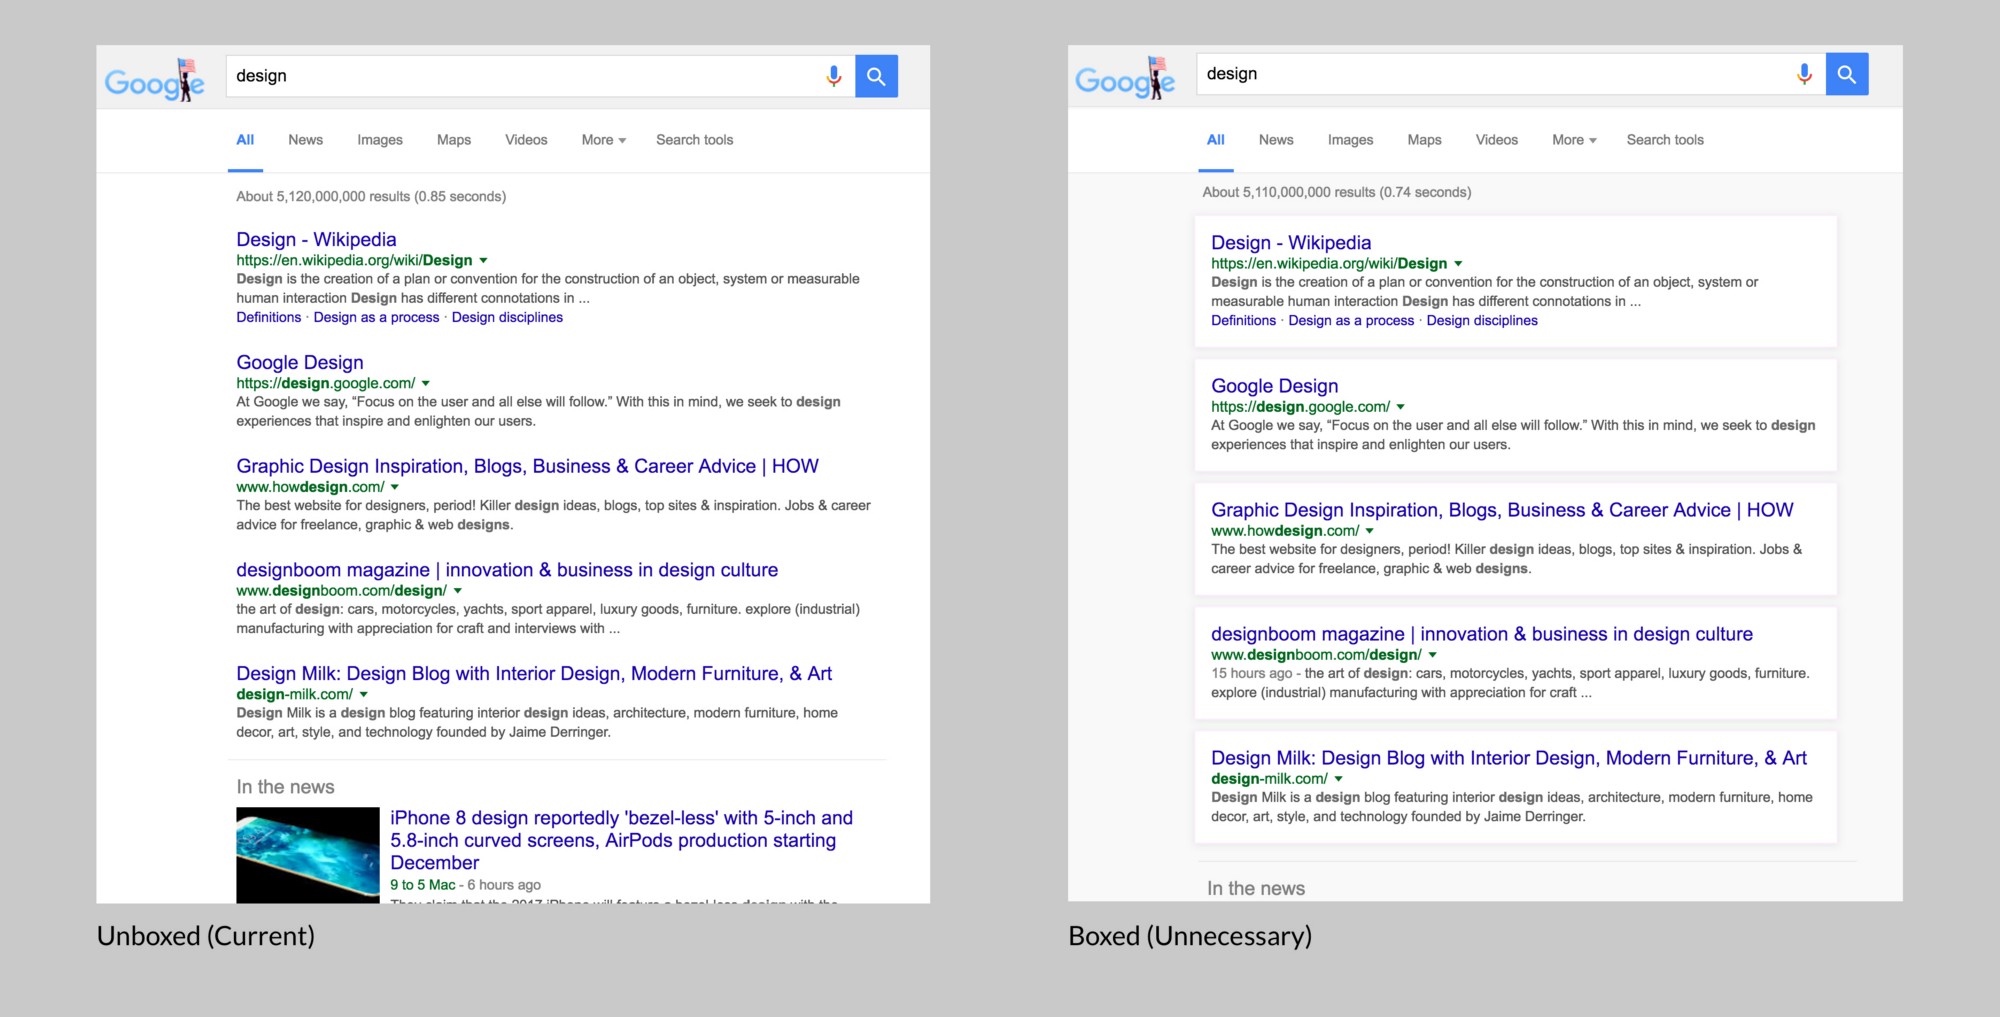 Google
design
All News Images Maps Videos More Search tools
About 5,120,000,000 results (0.85 seconds)
Design - Wikipedia
https://en.wikipedia.org/wiki/Design
Design is the creation of a plan or convention for the construction of an object, system or measurable
human interaction Design has different connotations in ...
Definitions · Design as a process · Design disciplines
Google Design
https://design.google.com/
At Google we say, “Focus on the user and all else will follow.” With this in mind, we seek to design
experiences that inspire and enlighten our users.
Graphic Design Inspiration, Blogs, Business & Career Advice | HOW
www.howdesign.com/
The best website for designers, period! Killer design ideas, blogs, top sites & inspiration. Jobs & career
advice for freelance, graphic & web designs.
designboom magazine | innovation & business in design culture
www.designboom.com/design/
the art of design: cars, motorcycles, yachts, sport apparel, luxury goods, furniture. explore (industrial)
manufacturing with appreciation for craft and interviews with ...
Design Milk: Design Blog with Interior Design, Modern Furniture, & Art
design-milk.com/
Design Milk is a design blog featuring interior design ideas, architecture, modern furniture, home
decor, art, style, and technology founded by Jaime Derringer.
In the news
iPhone 8 design reportedly 'bezel-less' with 5-inch and
5.8-inch curved screens, AirPods production starting
December
9 to 5 Mac - 6 hours ago
They claim that the 2017 iPhone will feature a bezel-less design with the
Unboxed (Current)
Google
design
All News Images Maps Videos More Search tools
About 5,110,000,000 results (0.74 seconds)
Design - Wikipedia
https://en.wikipedia.org/wiki/Design
Design is the creation of a plan or convention for the construction of an object, system or
measurable human interaction Design has different connotations in ...
Definitions · Design as a process · Design disciplines
Google Design
https://design.google.com/
At Google we say, “Focus on the user and all else will follow.” With this in mind, we seek to design
experiences that inspire and enlighten our users.
Graphic Design Inspiration, Blogs, Business & Career Advice | HOW
www.howdesign.com/
The best website for designers, period! Killer design ideas, blogs, top sites & inspiration. Jobs &
career advice for freelance, graphic & web designs.
designboom magazine | innovation & business in design culture
www.designboom.com/design/
15 hours ago - the art of design: cars, motorcycles, yachts, sport apparel, luxury goods, furniture.
explore (industrial) manufacturing with appreciation for craft ...
Design Milk: Design Blog with Interior Design, Modern Furniture, & Art
design-milk.com/
Design Milk is a design blog featuring interior design ideas, architecture, modern furniture, home
decor, art, style, and technology founded by Jaime Derringer.
In the news
Boxed (Unnecessary)